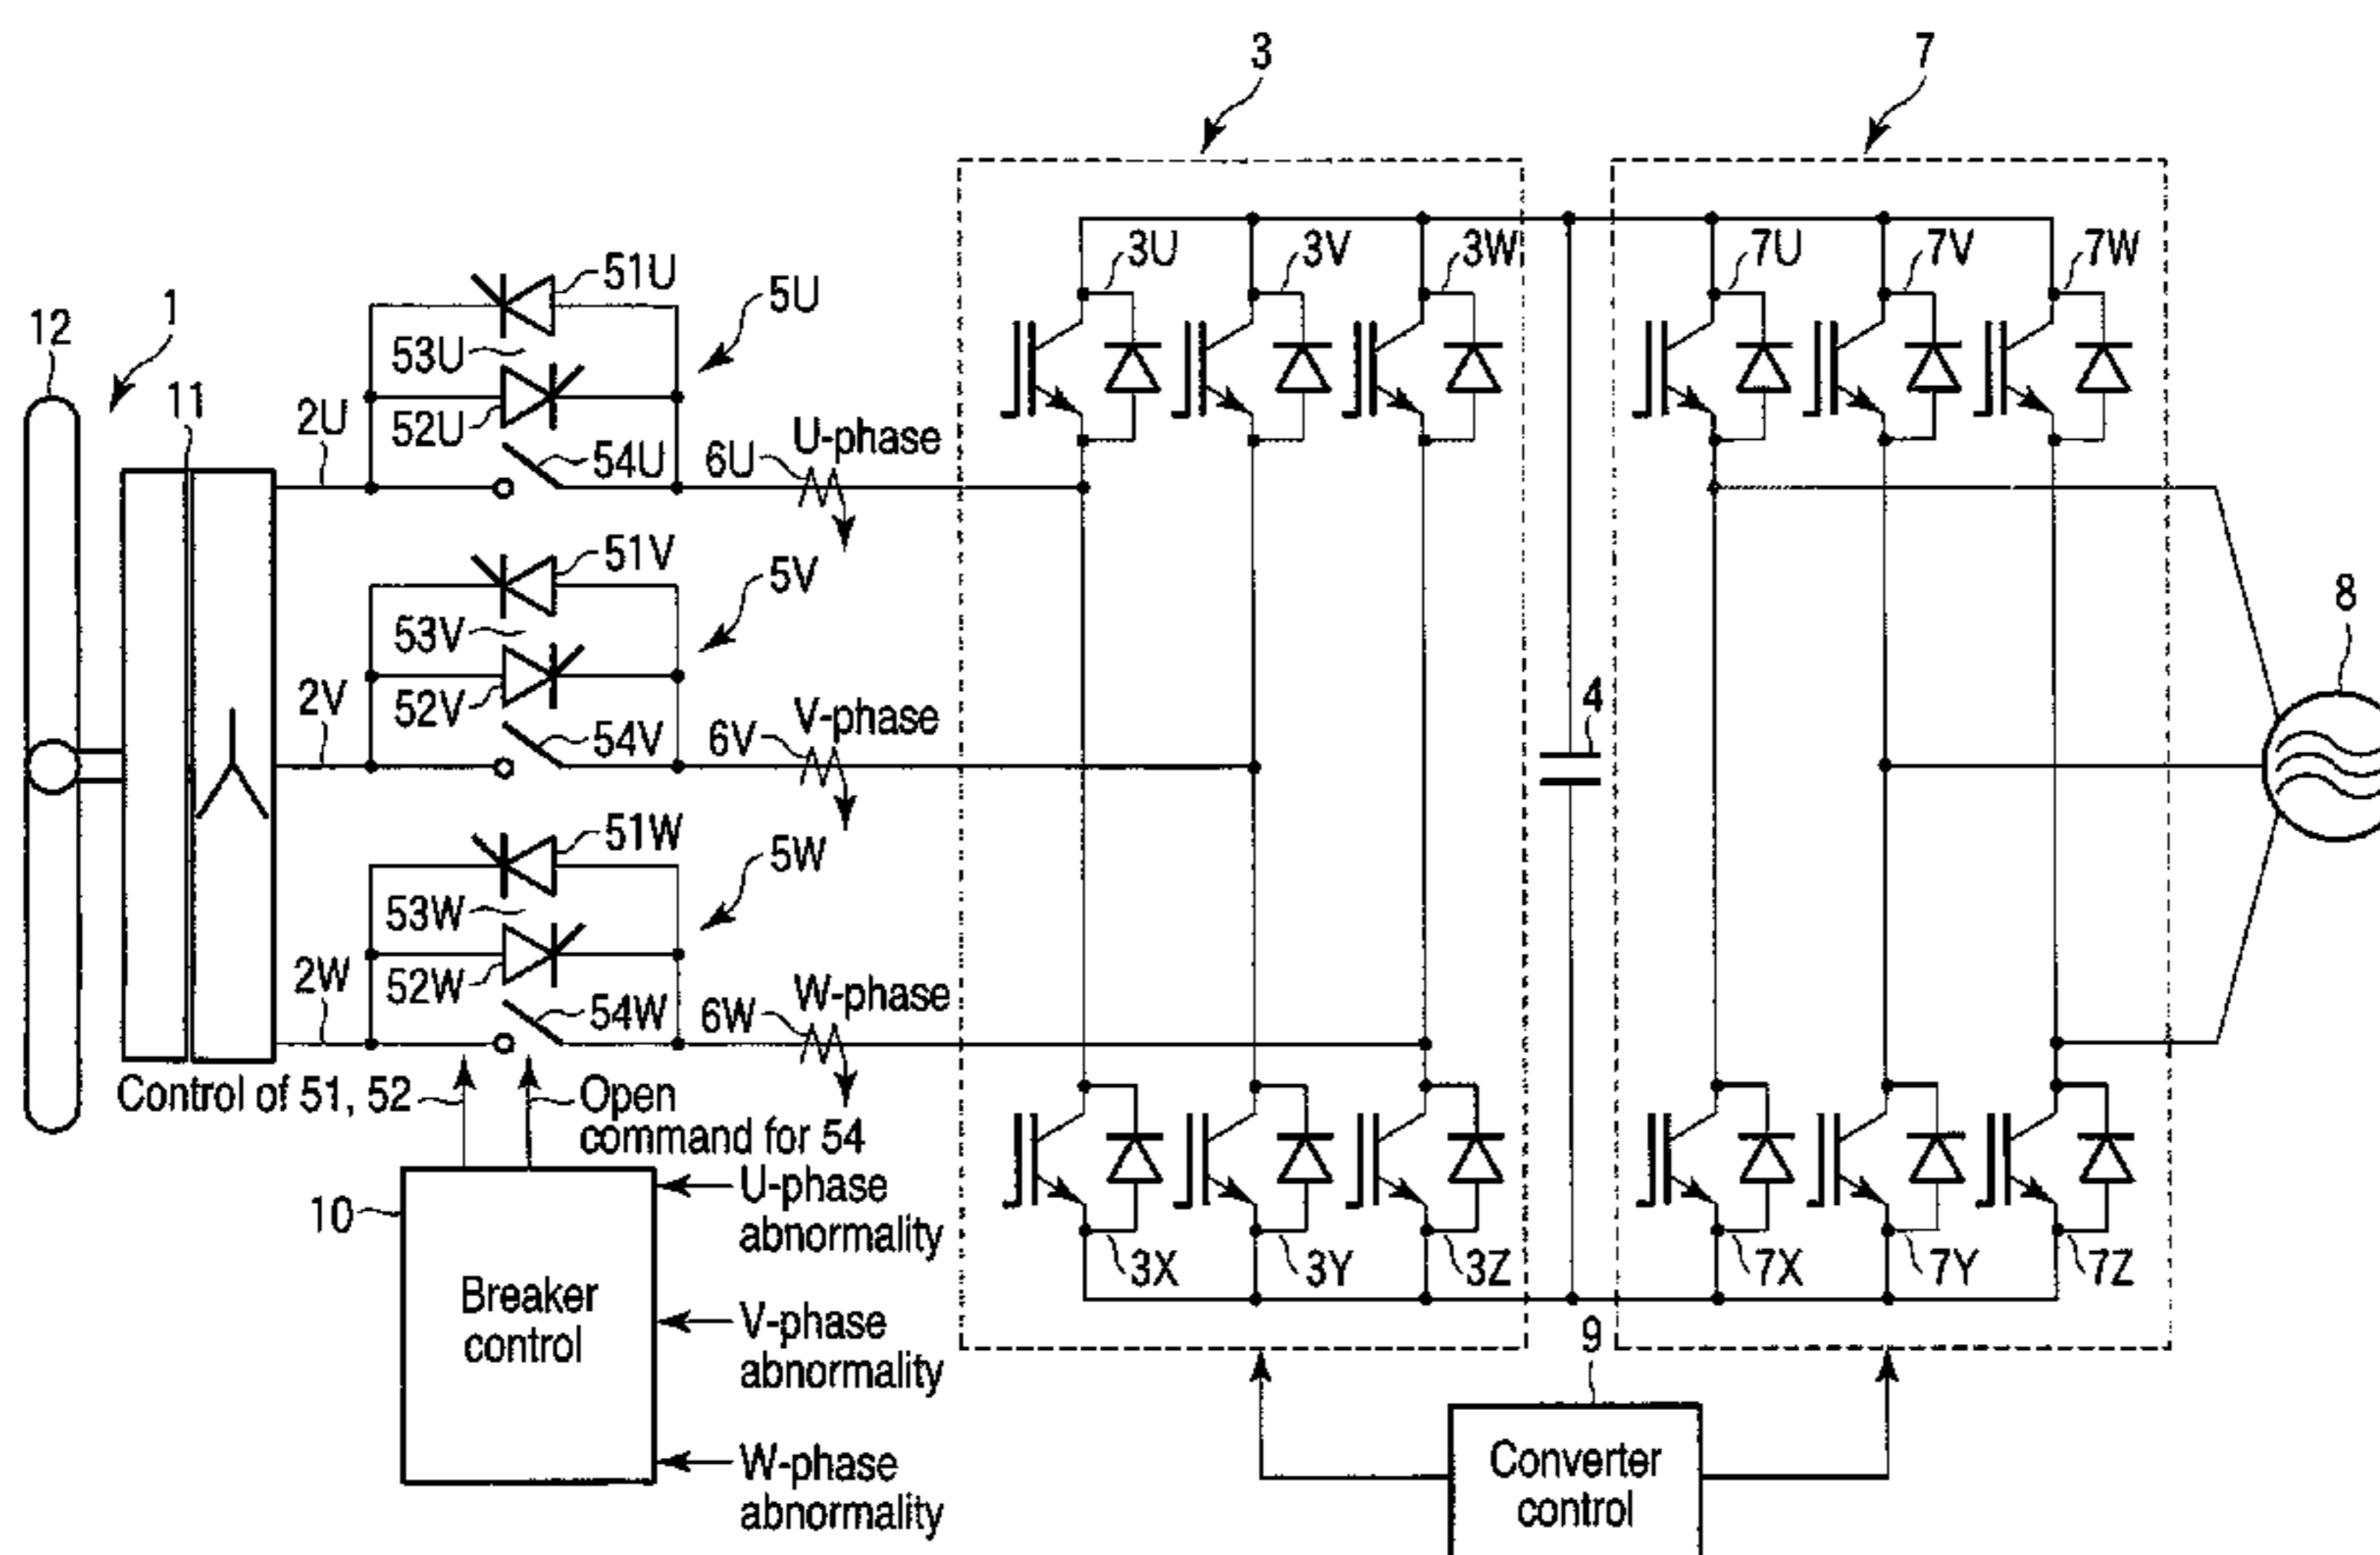 3
7
3U
3V
3W
7U
7V
7W
51U
5U
12
1
53U
11
2U
52U
54U
6U
U-phase
51V
5V
53V
8
2V
52V
54V
6V
V-phase
4
51W
5W
53W
2W
52W
54W
6W
W-phase
Control of 51, 52
Open
command for 54
10
Breaker
control
U-phase
abnormality
V-phase
abnormality
W-phase
abnormality
3X
3Y
3Z
7X
7Y
7Z
9
Converter
control